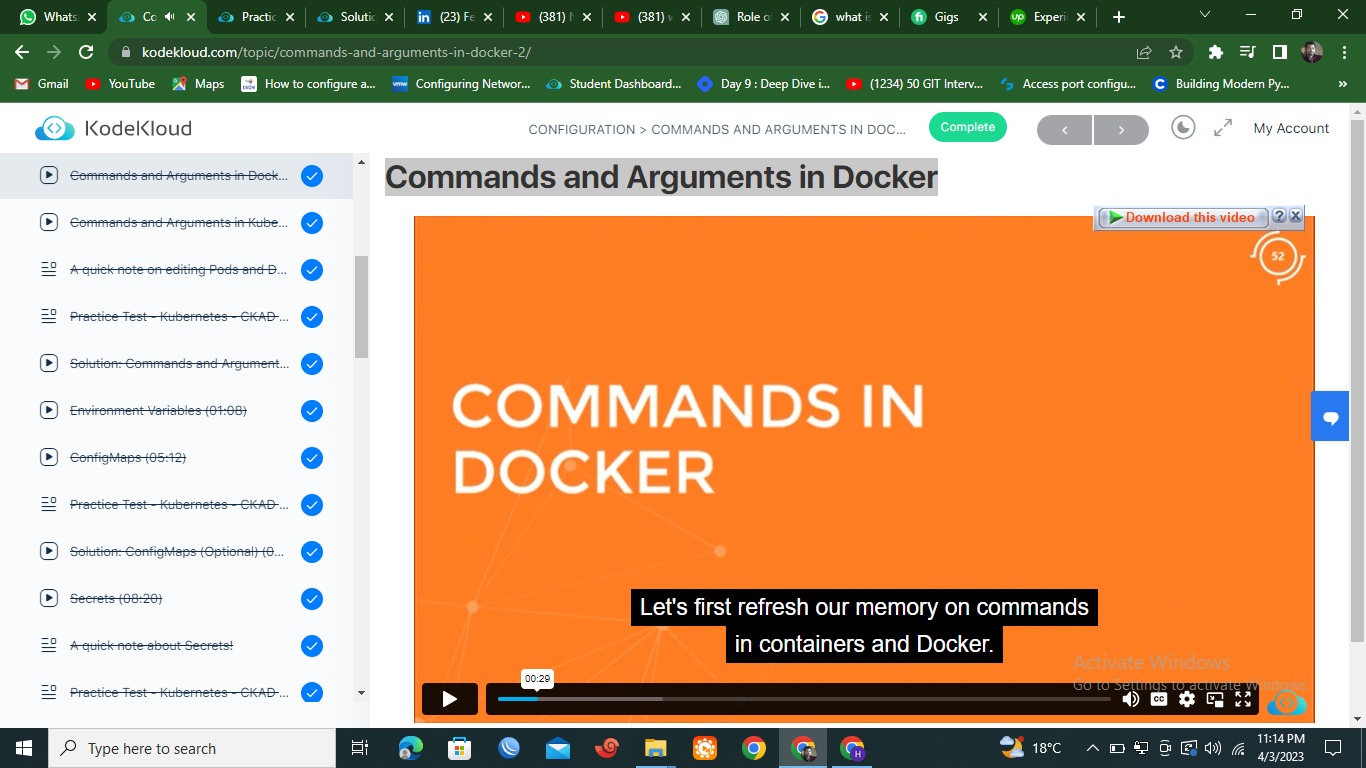 Whats
Co
Practic
Solutic
(23) Fe
(381) N
(381) v
Role o
what is
Gigs
Experi
kodekloud.com/topic/commands-and-arguments-in-docker-2/
Gmail
YouTube
Maps
How to configure a...
Configuring Networ...
Student Dashboard...
Day 9 : Deep Dive i...
(1234) 50 GIT Interv...
Access port configu...
Building Modern Py...
»
KodeKloud
CONFIGURATION > COMMANDS AND ARGUMENTS IN DOC...
Complete
<
>
My Account
Commands and Arguments in Dock...
Commands and Arguments in Kube...
A quick note on editing Pods and D...
Practice Test - Kubernetes - CKAD ...
Solution: Commands and Argument...
Environment Variables (01:08)
ConfigMaps (05:12)
Practice Test - Kubernetes - CKAD ...
Solution: ConfigMaps (Optional) (0...
Secrets (08:20)
A quick note about Secrets!
Practice Test - Kubernetes - CKAD ...
Commands and Arguments in Docker
Download this video
? X
52
COMMANDS IN
DOCKER
Let's first refresh our memory on commands
in containers and Docker.
Activate Windows
Go to Settings to activate Windows.
00:29
CC
Type here to search
18°C
11:14 PM
4/3/2023